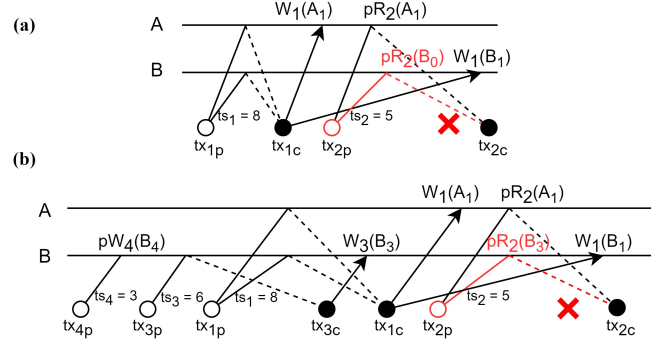 (a)
A
W₁(A₁)
pR₂(A₁)
B
pR₂(B₀)
W₁(B₁)
ts₁ = 8
ts₂ = 5
tx₁ₚ
tx₁c
tx₂ₚ
tx₂c
(b)
A
W₁(A₁)
pR₂(A₁)
B
pW₄(B₄)
W₃(B₃)
pR₂(B₃)
W₁(B₁)
ts₄ = 3
ts₃ = 6
ts₁ = 8
ts₂ = 5
tx₄ₚ
tx₃ₚ
tx₁ₚ
tx₃c
tx₁c
tx₂ₚ
tx₂c